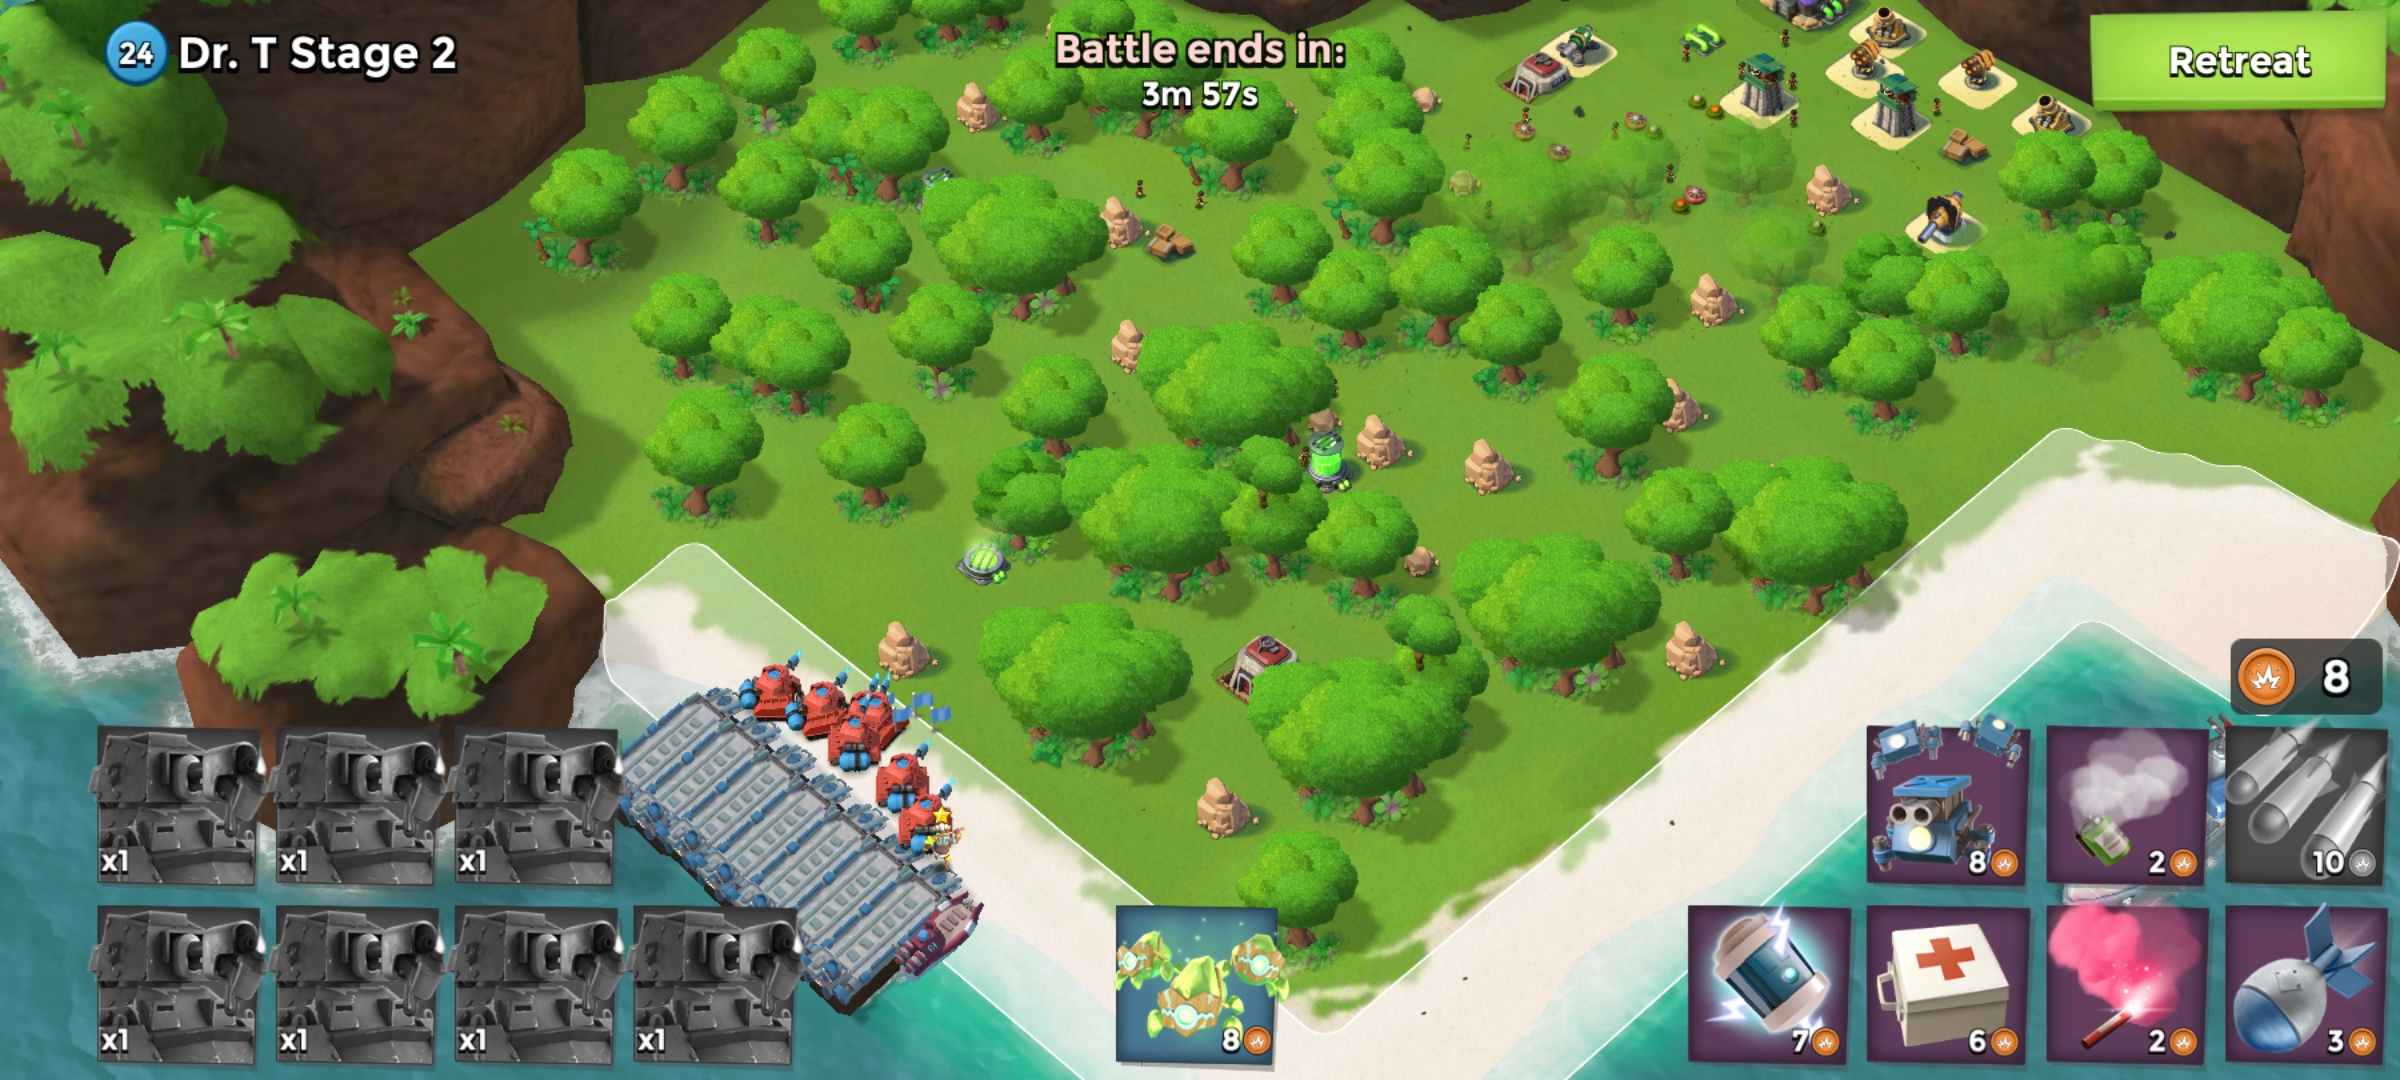 24 Dr. T Stage 2
Battle ends in:
3m 57s
Retreat
8
x1 x1 x1
8 2 10
x1 x1 x1 x1
8
7 6 2 3